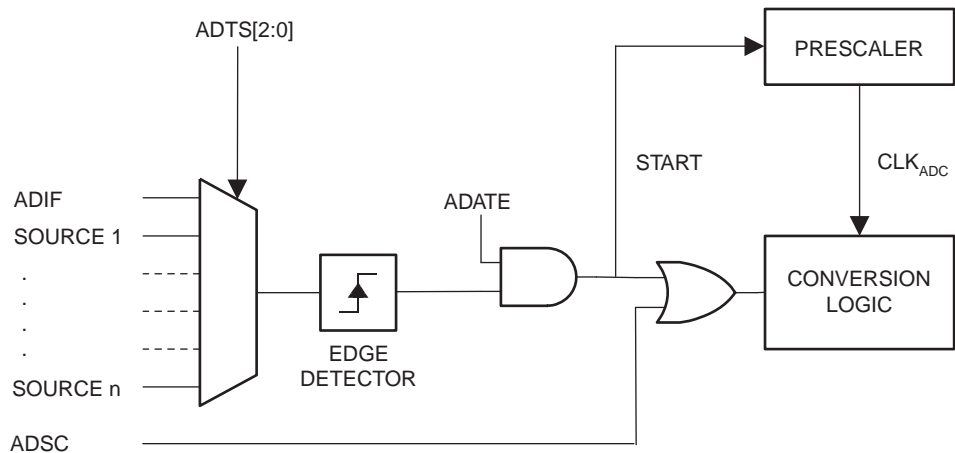 ADTS[2:0]
PRESCALER
START
CLKADC
ADIF
ADATE
SOURCE 1
.
.
.
.
CONVERSION
LOGIC
EDGE
DETECTOR
SOURCE n
ADSC